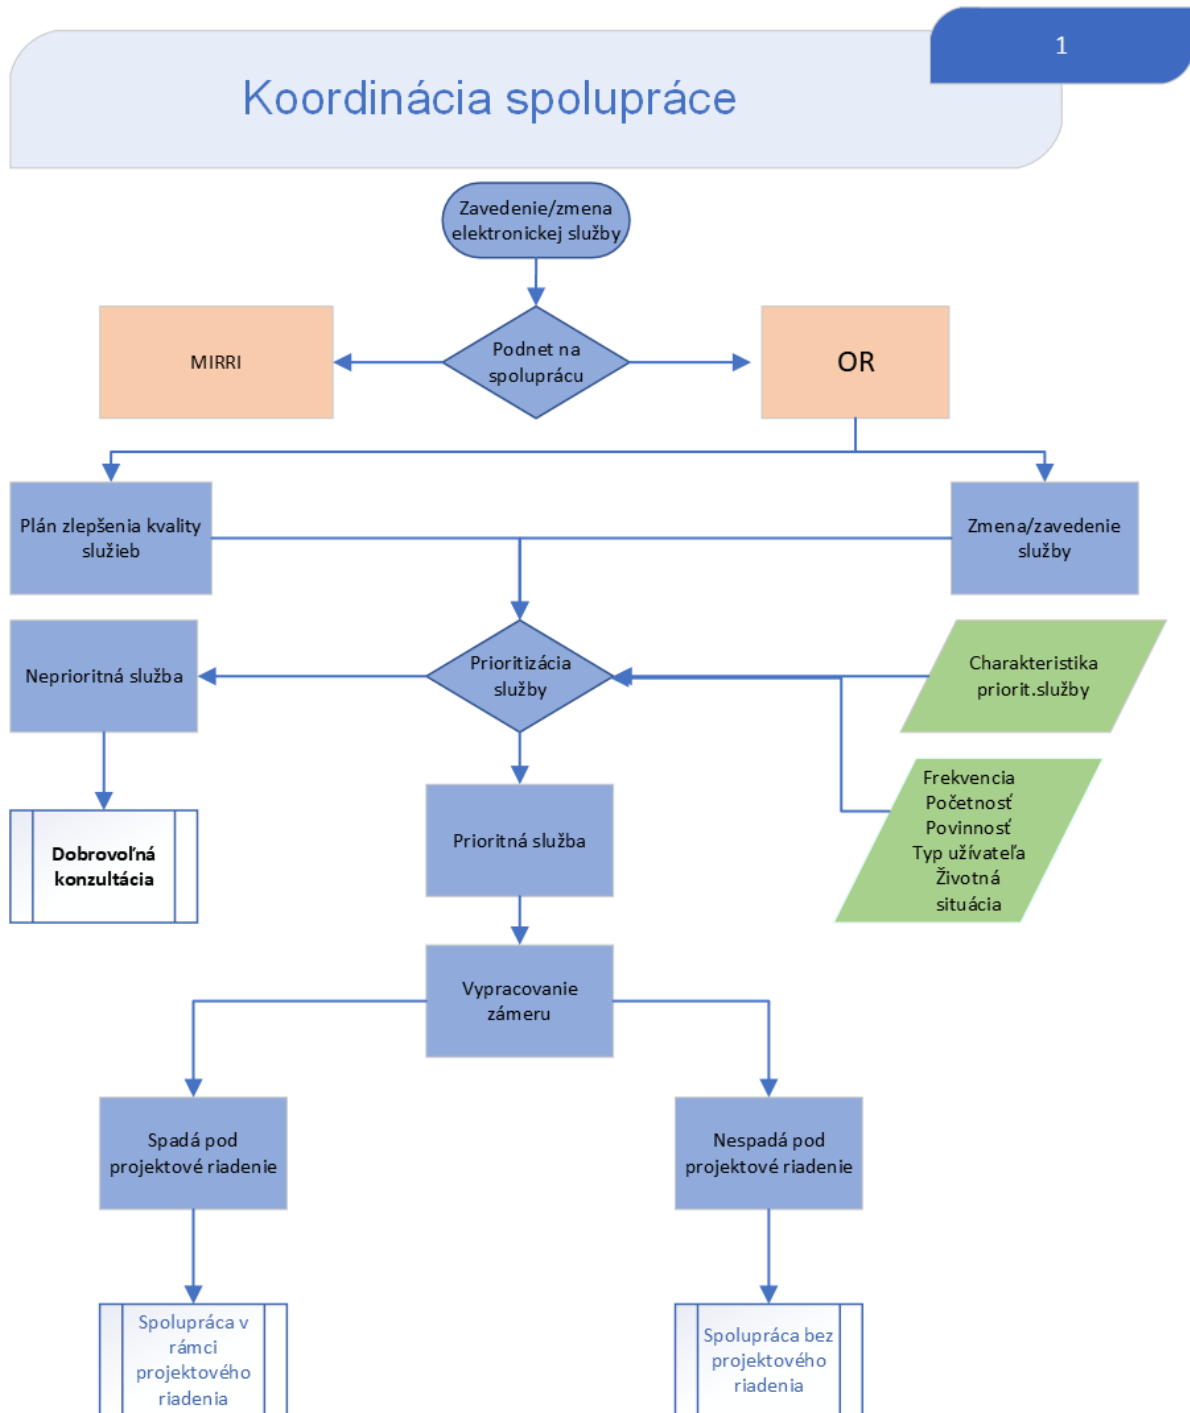 1
Koordinácia spolupráce
Zavedenie/zmena
elektronickej služby
MIRRI
Podnet na
spoluprácu
OR
Plán zlepšenia kvality
služieb
Zmena/zavedenie
služby
Neprioritná služba
Prioritizácia
služby
Charakteristika
priorit.služby
Frekvencia
Početnosť
Povinnosť
Typ užívateľa
Životná
situácia
Prioritná služba
Dobrovoľná
konzultácia
Vypracovanie
zámeru
Spadá pod
projektové riadenie
Nespadá pod
projektové riadenie
Spolupráca v
rámci
projektového
riadenia
Spolupráca bez
projektového
riadenia